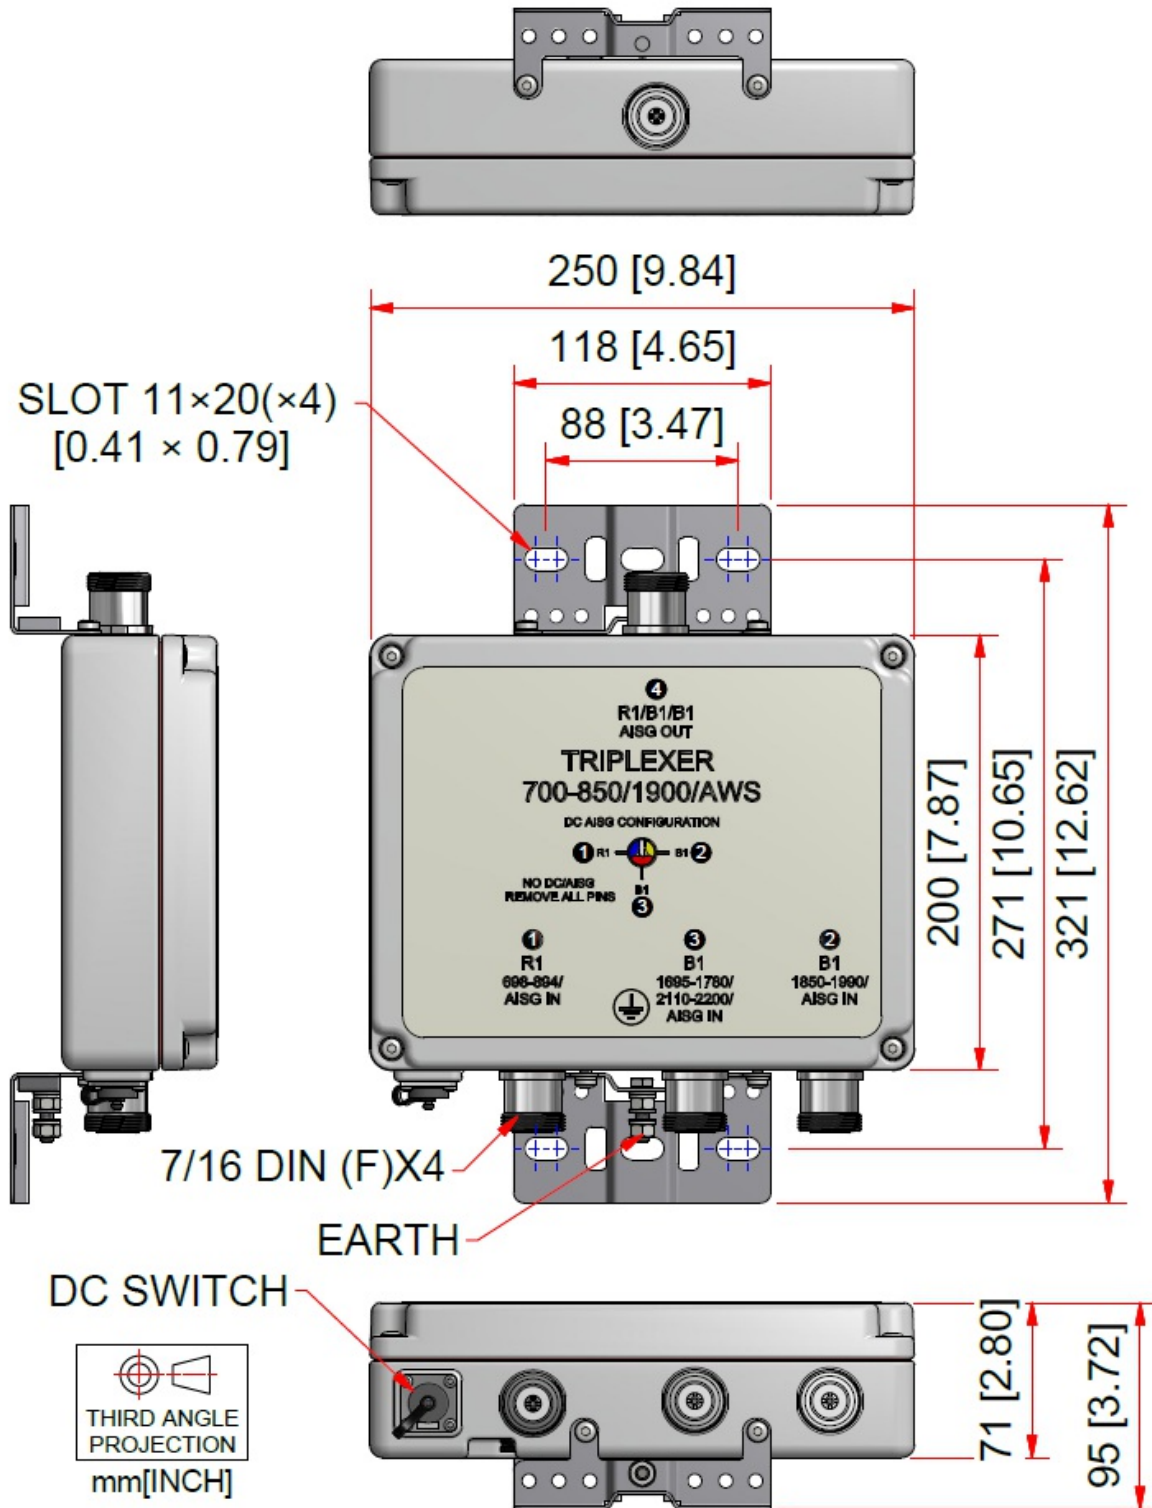 250 [9.84]
118 [4.65]
SLOT 11×20(×4)
[0.41 × 0.79]
88 [3.47]
4
R1/B1/B1
AISG OUT
TRIPLEXER
700-850/1900/AWS
DC AISG CONFIGURATION
1 R1 B1 2
NO DC/AISG
REMOVE ALL PINS
B1
3
1
R1
698-894/
AISG IN
3
B1
1695-1780/
2110-2200/
AISG IN
2
B1
1850-1990/
AISG IN
200 [7.87]
271 [10.65]
321 [12.62]
7/16 DIN (F)X4
EARTH
DC SWITCH
71 [2.80]
95 [3.72]
THIRD ANGLE
PROJECTION
mm[INCH]